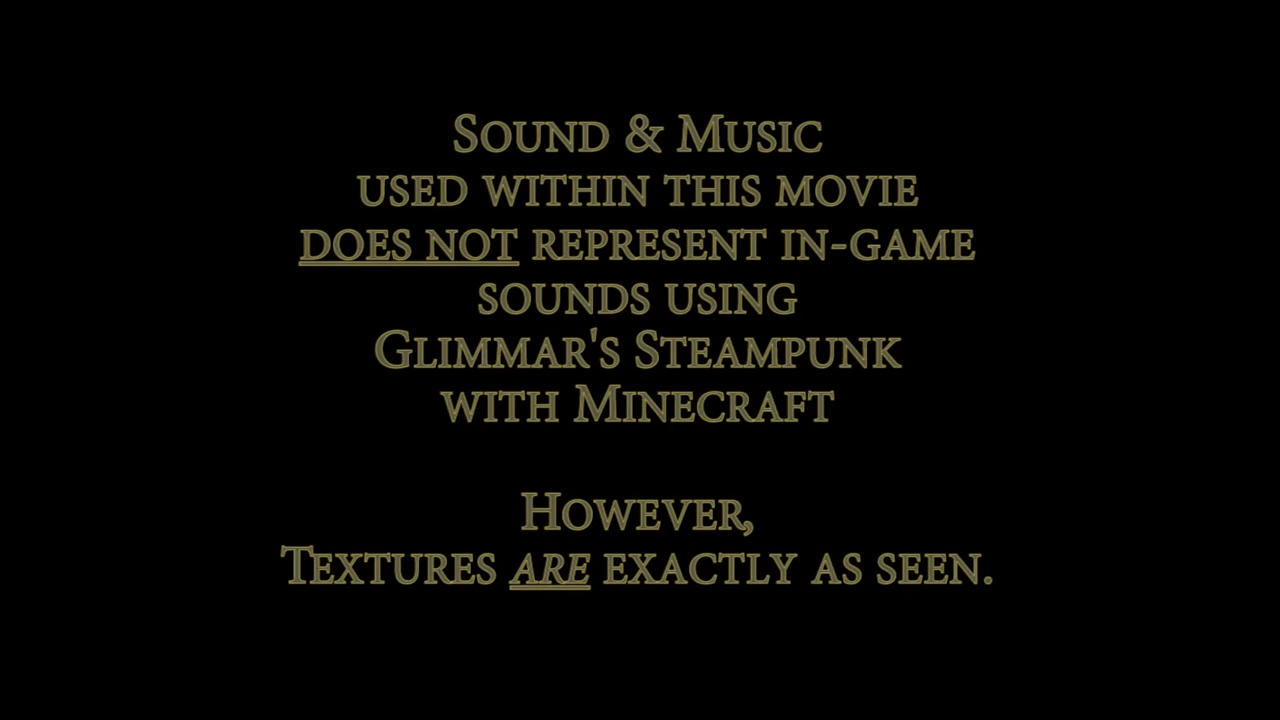 Sound & Music
used within this movie
does not represent in-game
sounds using
Glimmar's Steampunk
with Minecraft
However,
Textures are exactly as seen.